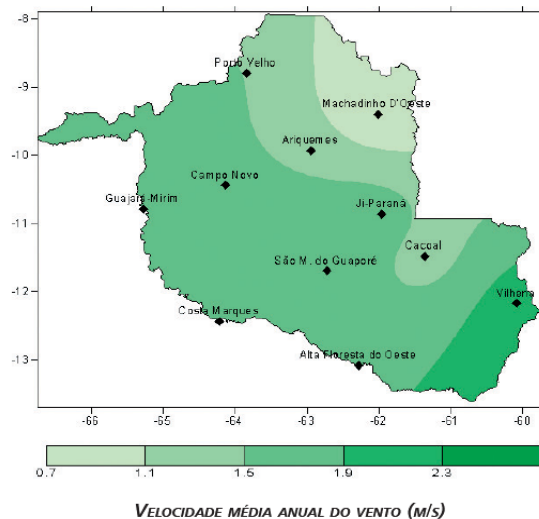 -8
Porto Velho
-9
Machadinho D'Oeste
Ariquemes
-10
Campo Novo
Guajará-Mirim
Ji-Paraná
-11
Cacoal
São M. do Guaporé
Vilhena
-12
Costa Marques
Alta Floresta do Oeste
-13
-66 -65 -64 -63 -62 -61 -60
0.7 1.1 1.5 1.9 2.3
VELOCIDADE MÉDIA ANUAL DO VENTO (M/S)